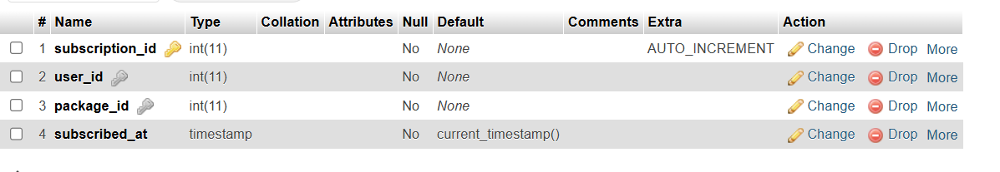 # Name Type Collation Attributes Null Default Comments Extra Action
1 subscription_id int(11) No None AUTO_INCREMENT Change Drop More
2 user_id int(11) No None Change Drop More
3 package_id int(11) No None Change Drop More
4 subscribed_at timestamp No current_timestamp() Change Drop More